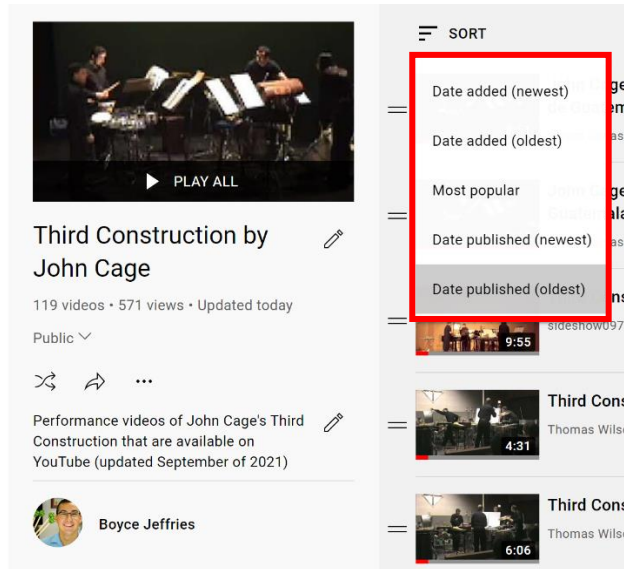 SORT
Date added (newest)
Date added (oldest)
Most popular
Date published (newest)
Date published (oldest)
PLAY ALL
Third Construction by
John Cage
119 videos • 571 views • Updated today
Public
Performance videos of John Cage's Third
Construction that are available on
YouTube (updated September of 2021)
Boyce Jeffries
sideshow097
9:55
Third Cons
Thomas Wils
4:31
Third Cons
Thomas Wils
6:06